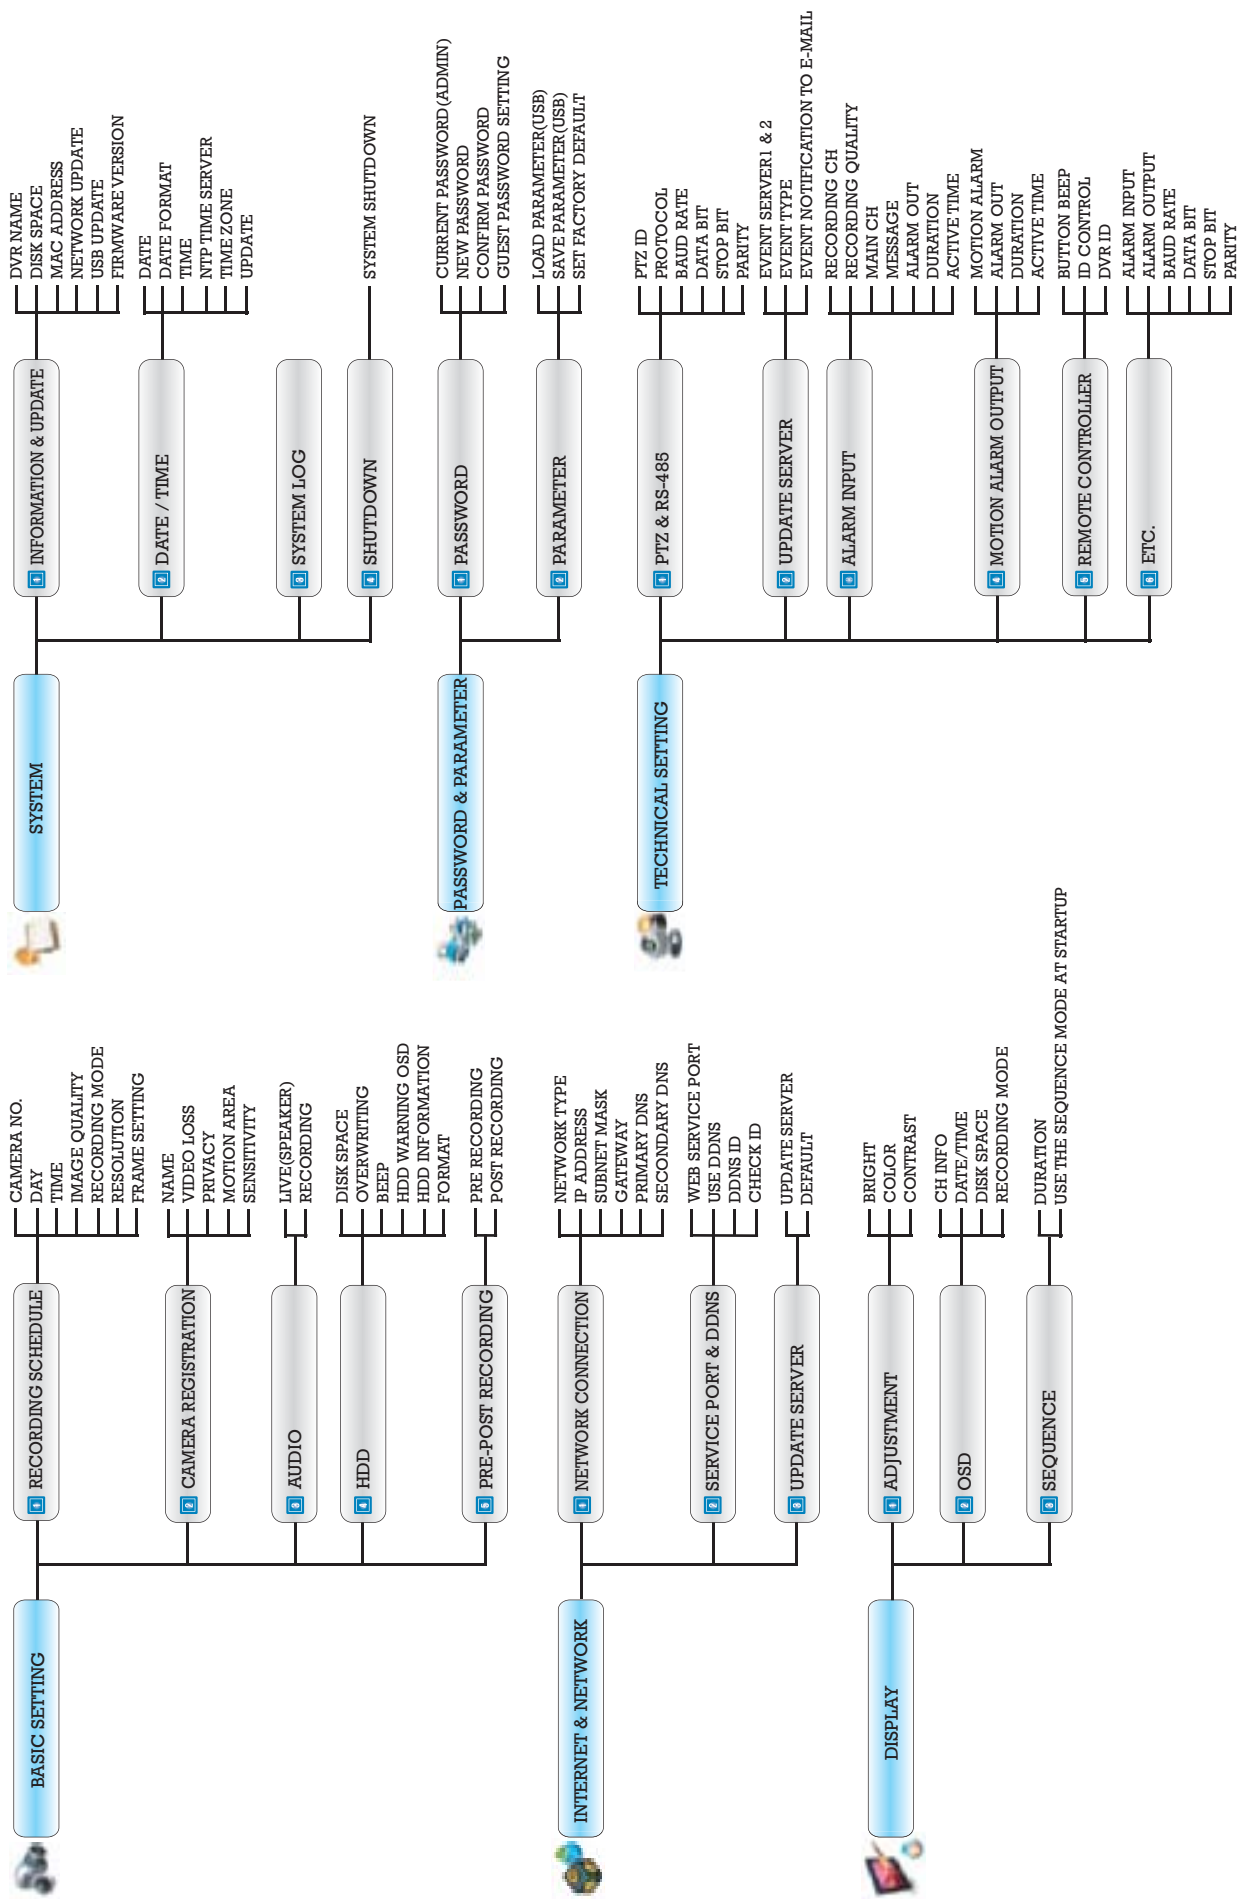 BASIC SETTING
1 RECORDING SCHEDULE
CAMERA NO.
DAY
TIME
IMAGE QUALITY
RECORDING MODE
RESOLUTION
FRAME SETTING
2 CAMERA REGISTRATION
NAME
VIDEO LOSS
PRIVACY
MOTION AREA
SENSITIVITY
3 AUDIO
LIVE(SPEAKER)
RECORDING
4 HDD
DISK SPACE
OVERWRITING
BEEP
HDD WARNING OSD
HDD INFORMATION
FORMAT
5 PRE-POST RECORDING
PRE RECORDING
POST RECORDING
INTERNET & NETWORK
1 NETWORK CONNECTION
NETWORK TYPE
IP ADDRESS
SUBNET MASK
GATEWAY
PRIMARY DNS
SECONDARY DNS
2 SERVICE PORT & DDNS
WEB SERVICE PORT
USE DDNS
DDNS ID
CHECK ID
3 UPDATE SERVER
UPDATE SERVER
DEFAULT
DISPLAY
1 ADJUSTMENT
BRIGHT
COLOR
CONTRAST
2 OSD
CH INFO
DATE/TIME
DISK SPACE
RECORDING MODE
3 SEQUENCE
DURATION
USE THE SEQUENCE MODE AT STARTUP
SYSTEM
1 INFORMATION & UPDATE
DVR NAME
DISK SPACE
MAC ADDRESS
NETWORK UPDATE
USB UPDATE
FIRMWARE VERSION
2 DATE / TIME
DATE
DATE FORMAT
TIME
NTP TIME SERVER
TIME ZONE
UPDATE
3 SYSTEM LOG
4 SHUTDOWN
SYSTEM SHUTDOWN
PASSWORD & PARAMETER
1 PASSWORD
CURRENT PASSWORD(ADMIN)
NEW PASSWORD
CONFIRM PASSWORD
GUEST PASSWORD SETTING
2 PARAMETER
LOAD PARAMETER(USB)
SAVE PARAMETER(USB)
SET FACTORY DEFAULT
TECHNICAL SETTING
1 PTZ & RS-485
PTZ ID
PROTOCOL
BAUD RATE
DATA BIT
STOP BIT
PARITY
2 UPDATE SERVER
EVENT SERVER1 & 2
EVENT TYPE
EVENT NOTIFICATION TO E-MAIL
3 ALARM INPUT
RECORDING CH
RECORDING QUALITY
MAIN CH
MESSAGE
ALARM OUT
DURATION
ACTIVE TIME
4 MOTION ALARM OUTPUT
MOTION ALARM
ALARM OUT
DURATION
ACTIVE TIME
5 REMOTE CONTROLLER
BUTTON BEEP
ID CONTROL
DVR ID
6 ETC.
ALARM INPUT
ALARM OUTPUT
BAUD RATE
DATA BIT
STOP BIT
PARITY